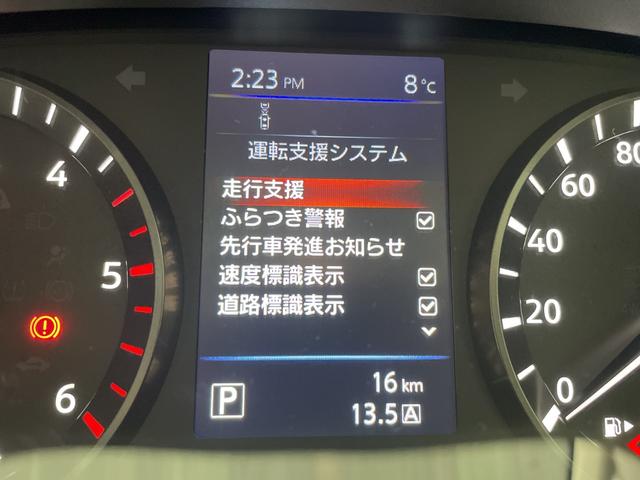 2:23 PM 8°C
運転支援システム
走行支援
ふらつき警報
先行車発進お知らせ
速度標識表示
道路標識表示
P 16 km
13.5 A
4
5
6
80
60
40
20
0